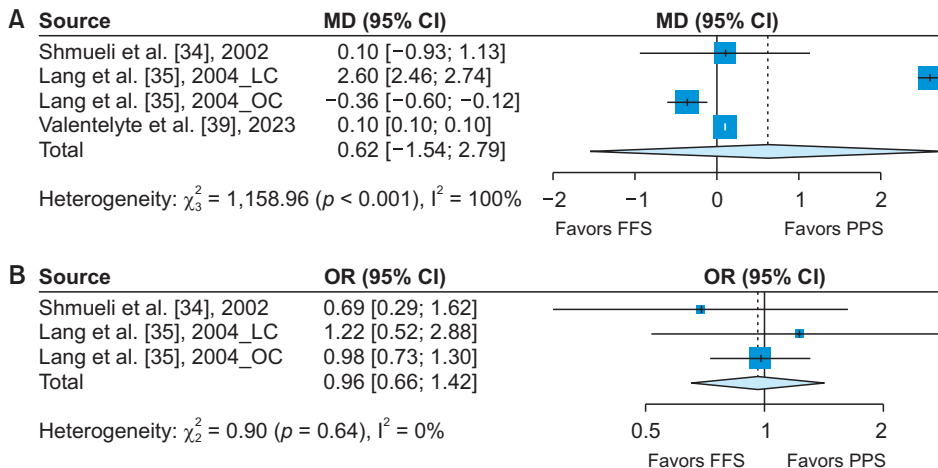 A Source MD (95% CI) MD (95% CI)
Shmueli et al. [34], 2002 0.10 [−0.93; 1.13]
Lang et al. [35], 2004_LC 2.60 [2.46; 2.74]
Lang et al. [35], 2004_OC −0.36 [−0.60; −0.12]
Valentelyte et al. [39], 2023 0.10 [0.10; 0.10]
Total 0.62 [−1.54; 2.79]
Heterogeneity: χ²₃ = 1,158.96 (p < 0.001), I² = 100%
−2 −1 0 1 2
Favors FFS Favors PPS
B Source OR (95% CI) OR (95% CI)
Shmueli et al. [34], 2002 0.69 [0.29; 1.62]
Lang et al. [35], 2004_LC 1.22 [0.52; 2.88]
Lang et al. [35], 2004_OC 0.98 [0.73; 1.30]
Total 0.96 [0.66; 1.42]
Heterogeneity: χ²₂ = 0.90 (p = 0.64), I² = 0%
0.5 1 2
Favors FFS Favors PPS